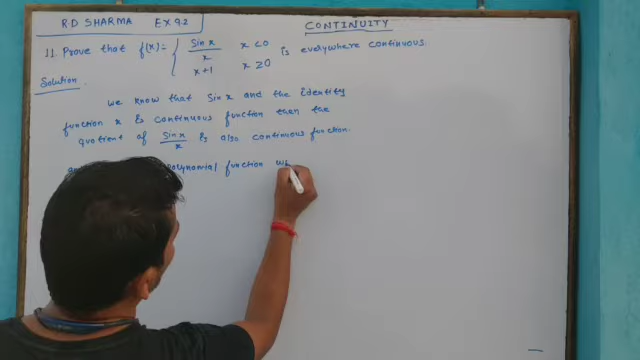 R.D SHARMA EX 9.2
CONTINUITY
11. Prove that f(x) = { sin x / x x<0
x+1 x≥0 is everywhere continuous.
Solution
We know that Sin x and the identity
function x is continuous function then the
quotient of sin x / x is also continuous function.
polynomial function